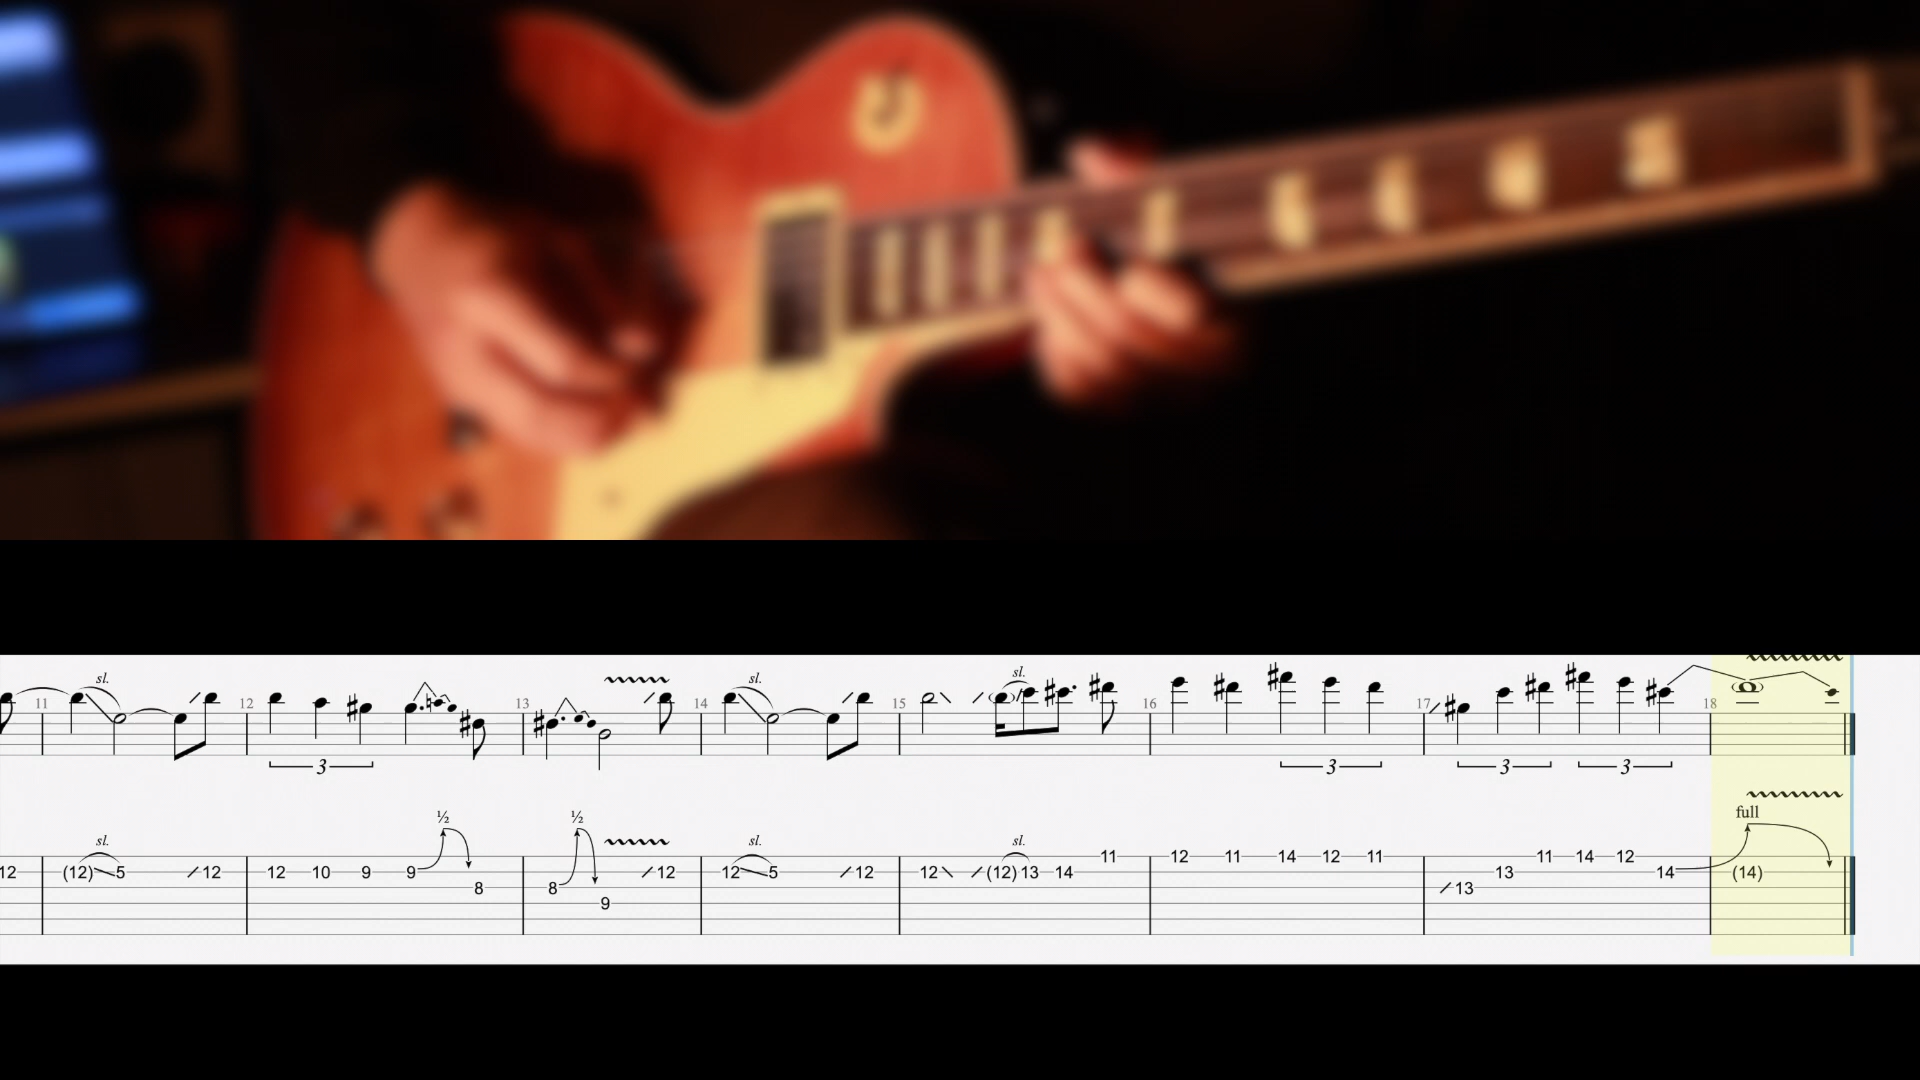 sl. sl. sl.
11 12 13 14 15 16 17 18
3 3 3 3
½ ½ full
sl. sl. sl.
11 12 11 14 12 11 11 14 12
12 (12) 5 12 12 10 9 9 12 12 5 12 12 (12) 13 14 13 14 (14)
8 8 13
9